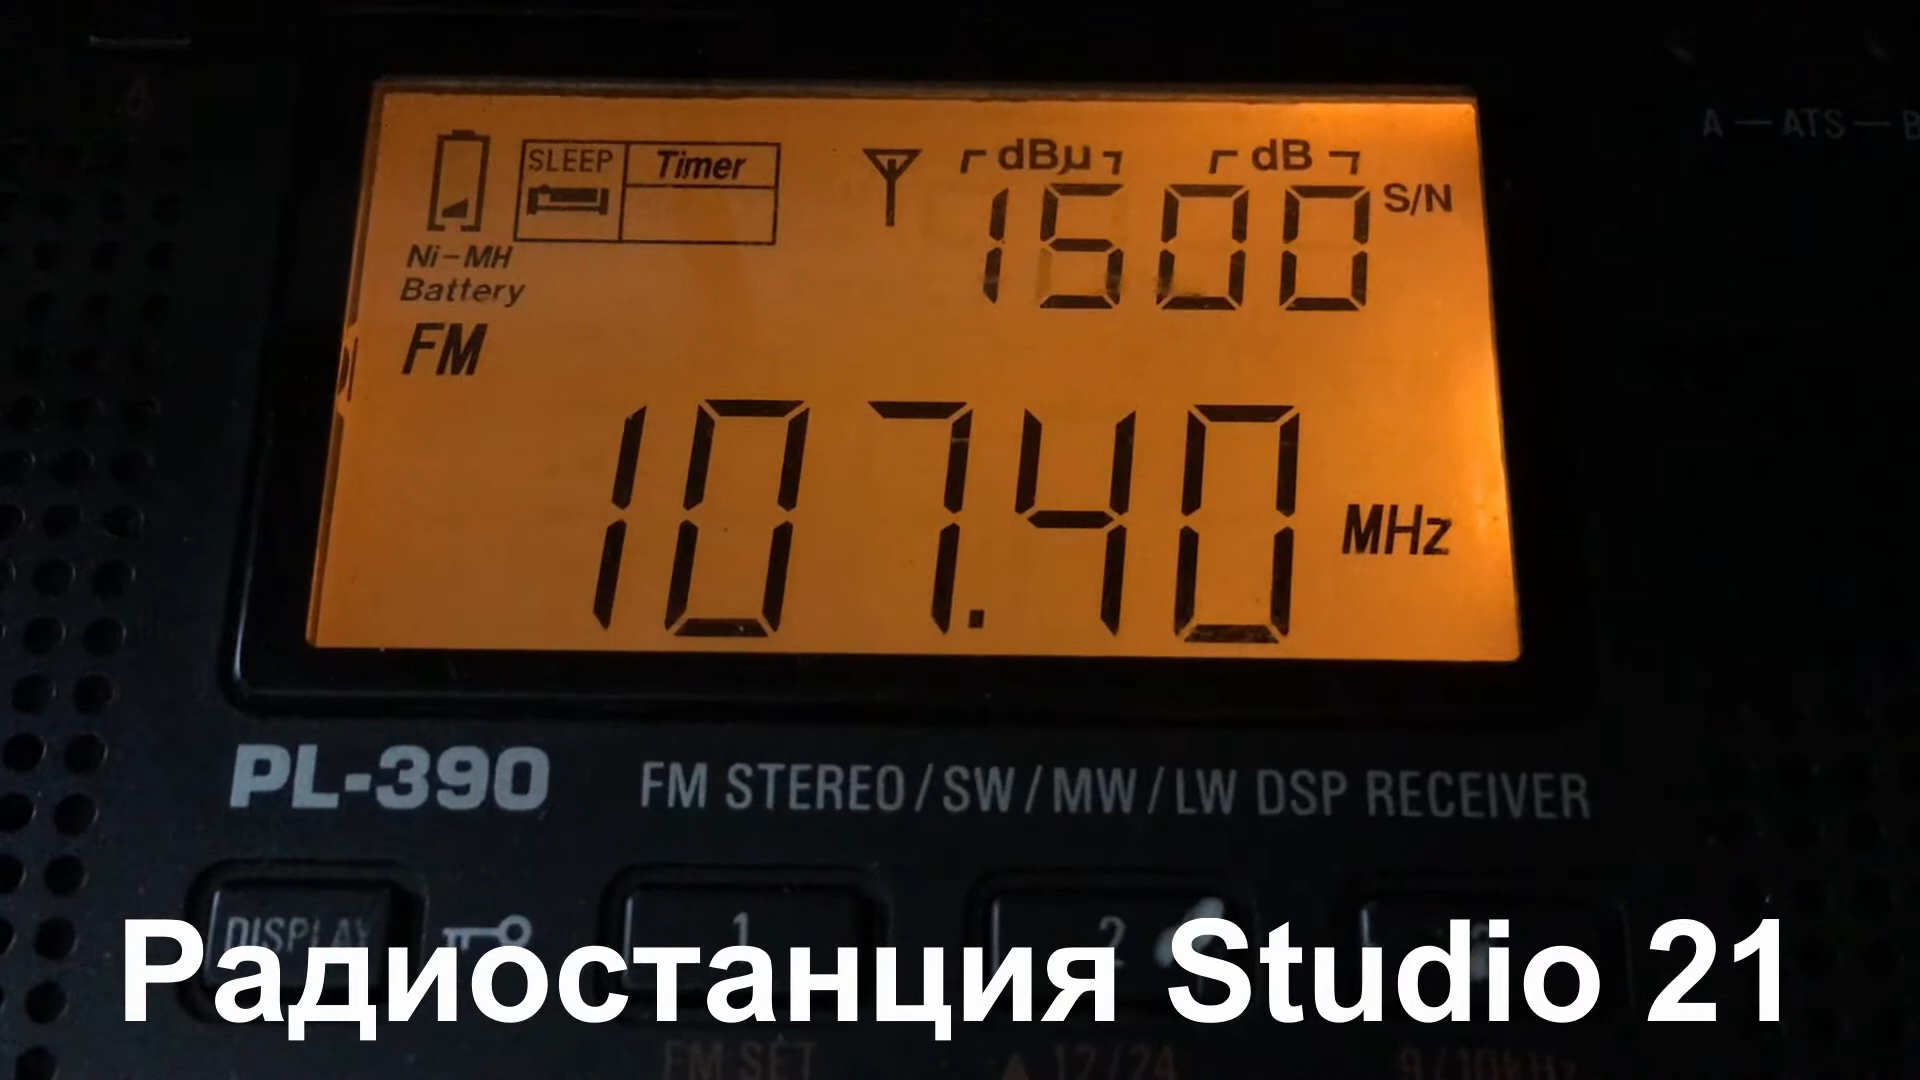 A — ATS — B
SLEEP Timer dBµ dB
1500 S/N
Ni-MH
Battery
FM
107.40 MHz
PL-390 FM STEREO/SW/MW/LW DSP RECEIVER
DISPLAY 1 2
Радиостанция Studio 21
FM SET ▲12/24 9/10kHz